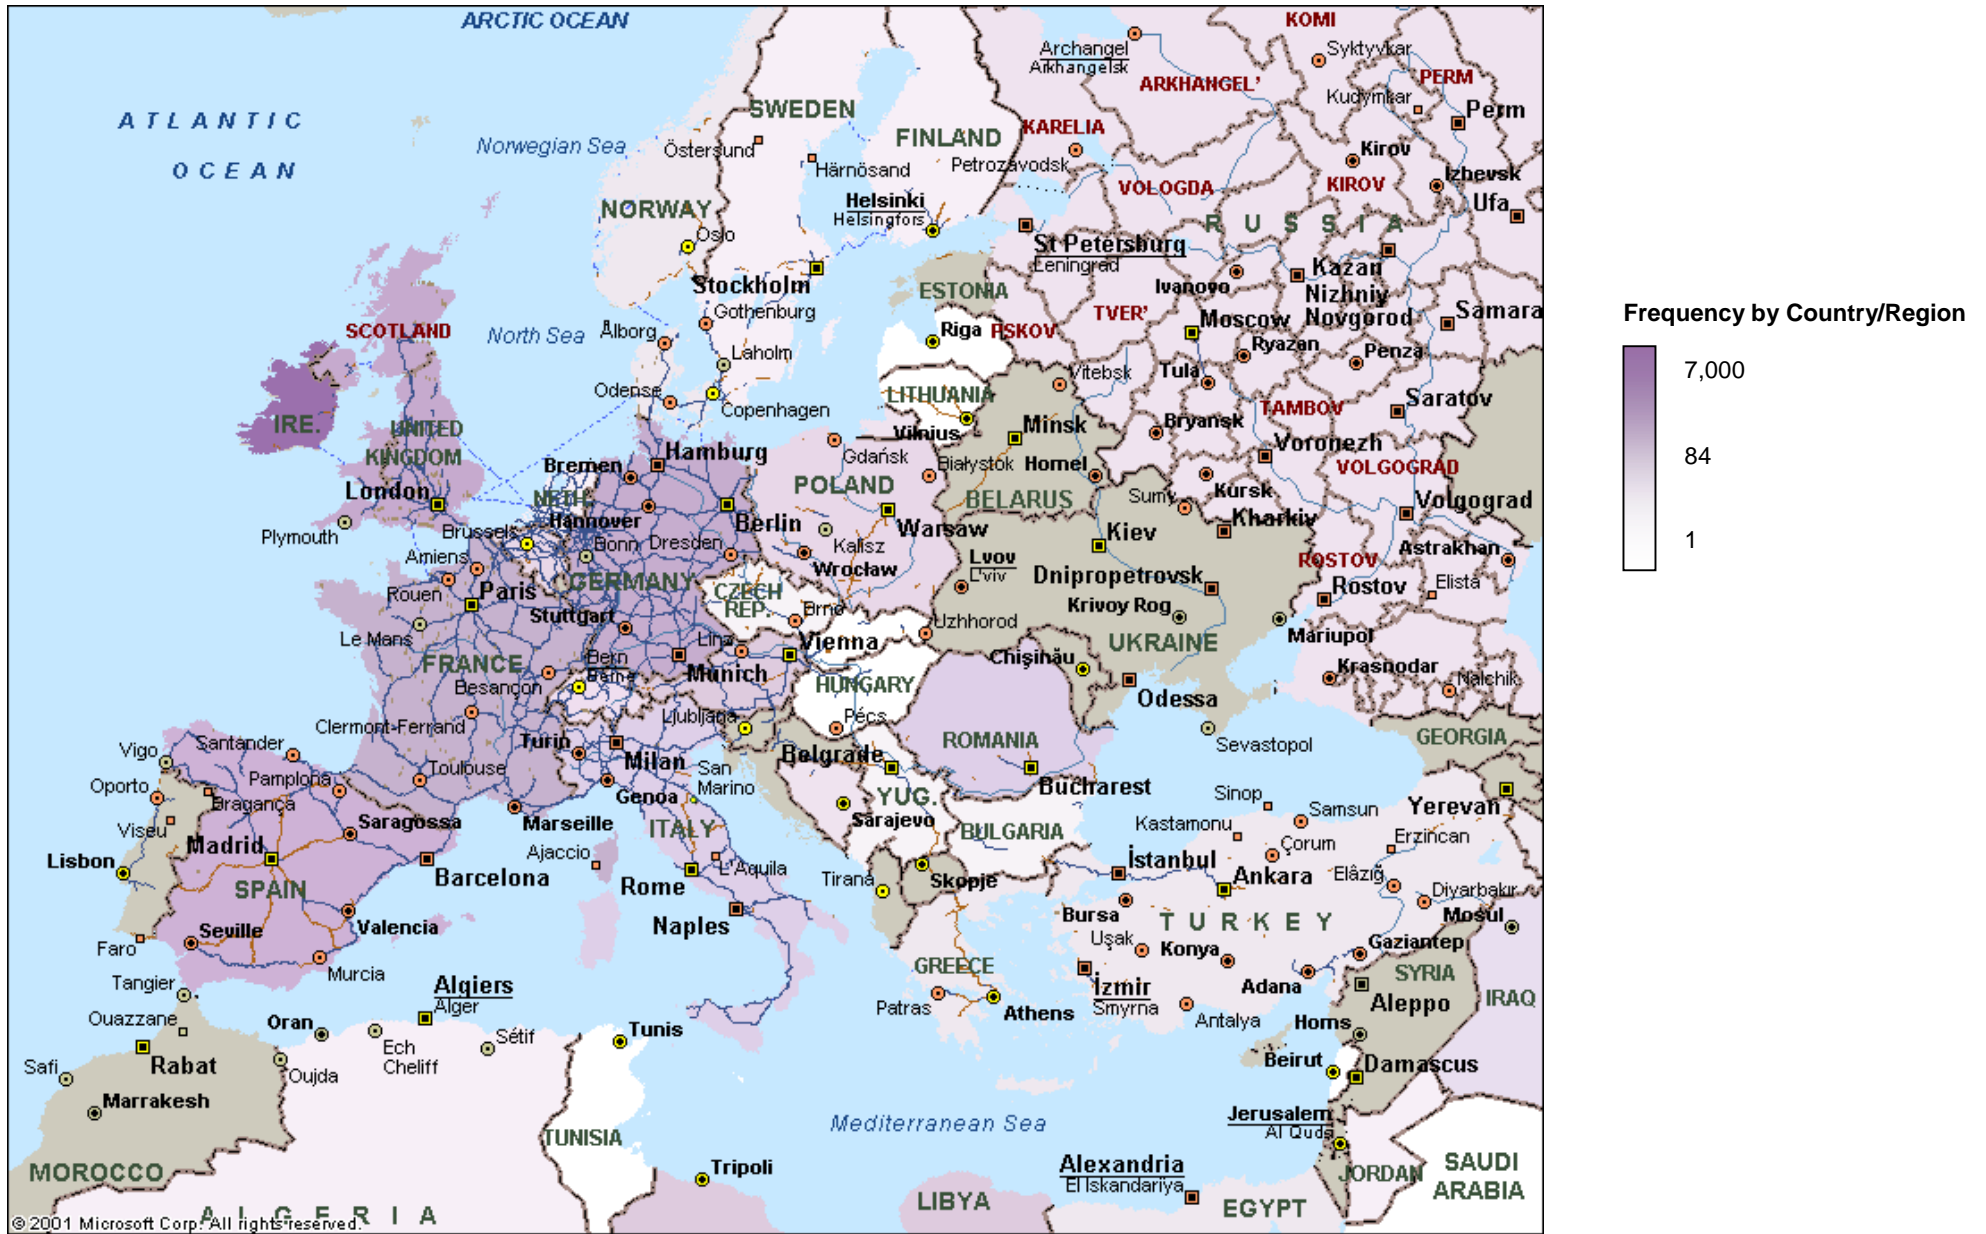 ARCTIC OCEAN
KOMI
Archangel
Arkhangelsk
Syktyvkar
ARKHANGEL'
PERM
Kudymkar
Perm
ATLANTIC
OCEAN
Norwegian Sea
SWEDEN
FINLAND
KARELIA
Östersund
Härnösand
Petrozavodsk
Kirov
VOLOGDA
KIROV
Izhevsk
Ufa
NORWAY
Helsinki
Helsingfors
Oslo
RUSSIA
St Petersburg
Leningrad
Stockholm
ESTONIA
Ivanovo
Kazan
Nizhniy
Novgorod
Samara
SCOTLAND
North Sea
Ålborg
Gothenburg
Riga
PSKOV
TVER'
Moscow
Ryazan
Penza
Laholm
Odense
Copenhagen
LITHUANIA
Vitebsk
Tula
TAMBOV
Saratov
IRE.
UNITED
KINGDOM
Vilnius
Minsk
Bryansk
Voronezh
Hamburg
Bremen
Gdańsk
Białystok
Homel
VOLGOGRAD
London
NETH.
POLAND
BELARUS
Sumy
Kursk
Volgograd
Plymouth
Brussels
Hannover
Berlin
Warsaw
Kharkiv
Amiens
Bonn
Dresden
Kalisz
Wrocław
Kiev
Lvov
L'viv
ROSTOV
Astrakhan
Rouen
Paris
GERMANY
CZECH
REP.
Brno
Dnipropetrovsk
Rostov
Elista
Krivoy Rog
Le Mans
Stuttgart
Linz
Vienna
Uzhhorod
UKRAINE
Mariupol
FRANCE
Bern
Berne
Munich
Chişinău
Krasnodar
Nalchik
Besançon
HUNGARY
Odessa
Clermont-Ferrand
Ljubljana
Pécs
Sevastopol
GEORGIA
Vigo
Santander
Turin
Milan
Belgrade
ROMANIA
Oporto
Pamplona
Toulouse
San
Marino
Bucharest
Bragança
Genoa
YUG.
Sinop
Samsun
Yerevan
Viseu
Saragossa
Marseille
ITALY
Sarajevo
BULGARIA
Kastamonu
Erzincan
Madrid
Çorum
Lisbon
Ajaccio
L'Aquila
İstanbul
Barcelona
Rome
Tirana
Skopje
Ankara
Elâzığ
Diyarbakır
SPAIN
Naples
Bursa
TURKEY
Mosul
Seville
Valencia
Uşak
Konya
Gaziantep
Faro
Murcia
GREECE
SYRIA
Tangier
Algiers
Alger
Patras
Athens
İzmir
Smyrna
Adana
Aleppo
IRAQ
Ouazzane
Oran
Ech
Cheliff
Sétif
Tunis
Antalya
Homs
Rabat
Beirut
Damascus
Safi
Oujda
Marrakesh
Mediterranean Sea
Jerusalem
Al Quds
TUNISIA
MOROCCO
Tripoli
Alexandria
El Iskandariya
JORDAN
SAUDI
ARABIA
LIBYA
EGYPT
ALGERIA
© 2001 Microsoft Corp. All rights reserved.
Frequency by Country/Region
7,000
84
1